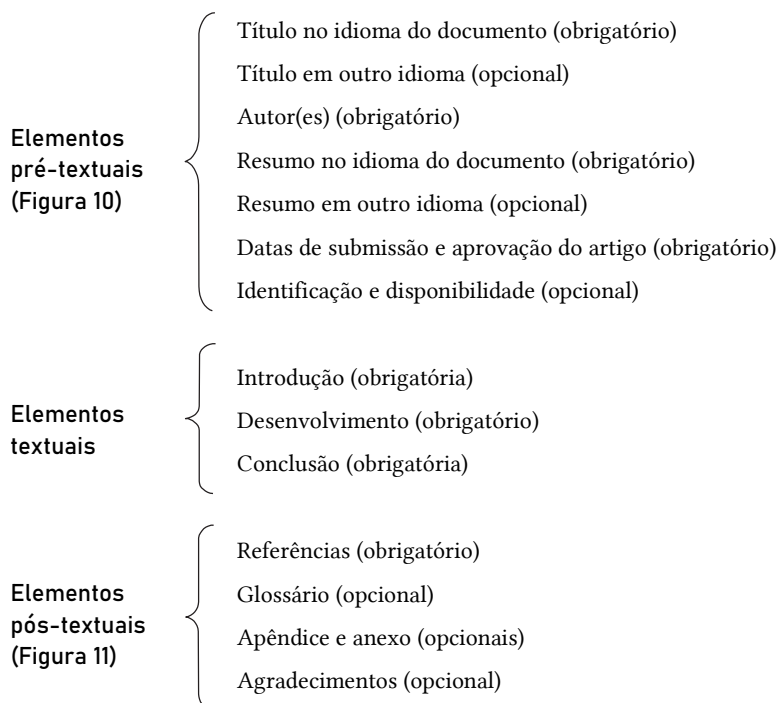 Elementos
pré-textuais
(Figura 10)
Título no idioma do documento (obrigatório)
Título em outro idioma (opcional)
Autor(es) (obrigatório)
Resumo no idioma do documento (obrigatório)
Resumo em outro idioma (opcional)
Datas de submissão e aprovação do artigo (obrigatório)
Identificação e disponibilidade (opcional)
Elementos
textuais
Introdução (obrigatória)
Desenvolvimento (obrigatório)
Conclusão (obrigatória)
Elementos
pós-textuais
(Figura 11)
Referências (obrigatório)
Glossário (opcional)
Apêndice e anexo (opcionais)
Agradecimentos (opcional)